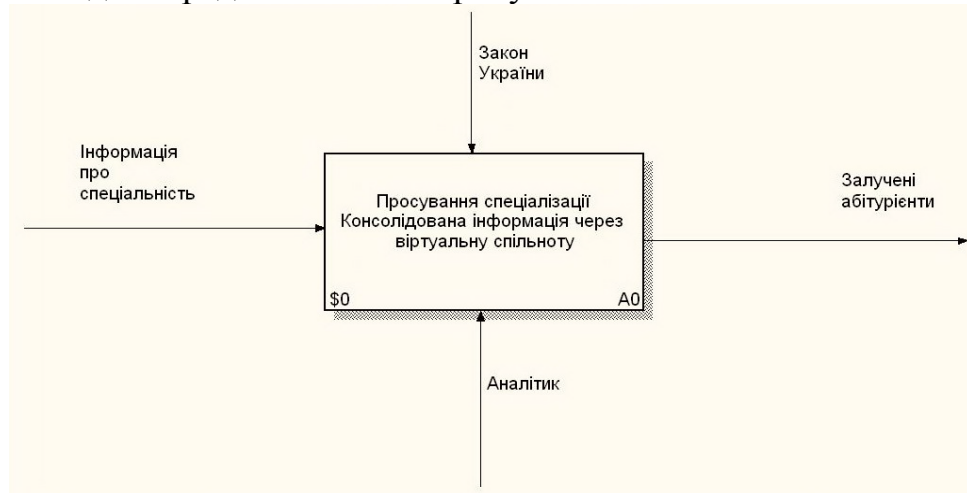 Закон
України
Інформація
про
спеціальність
Залучені
абітурієнти
Просування спеціалізації
Консолідована інформація через
віртуальну спільноту
$0
A0
Аналітик